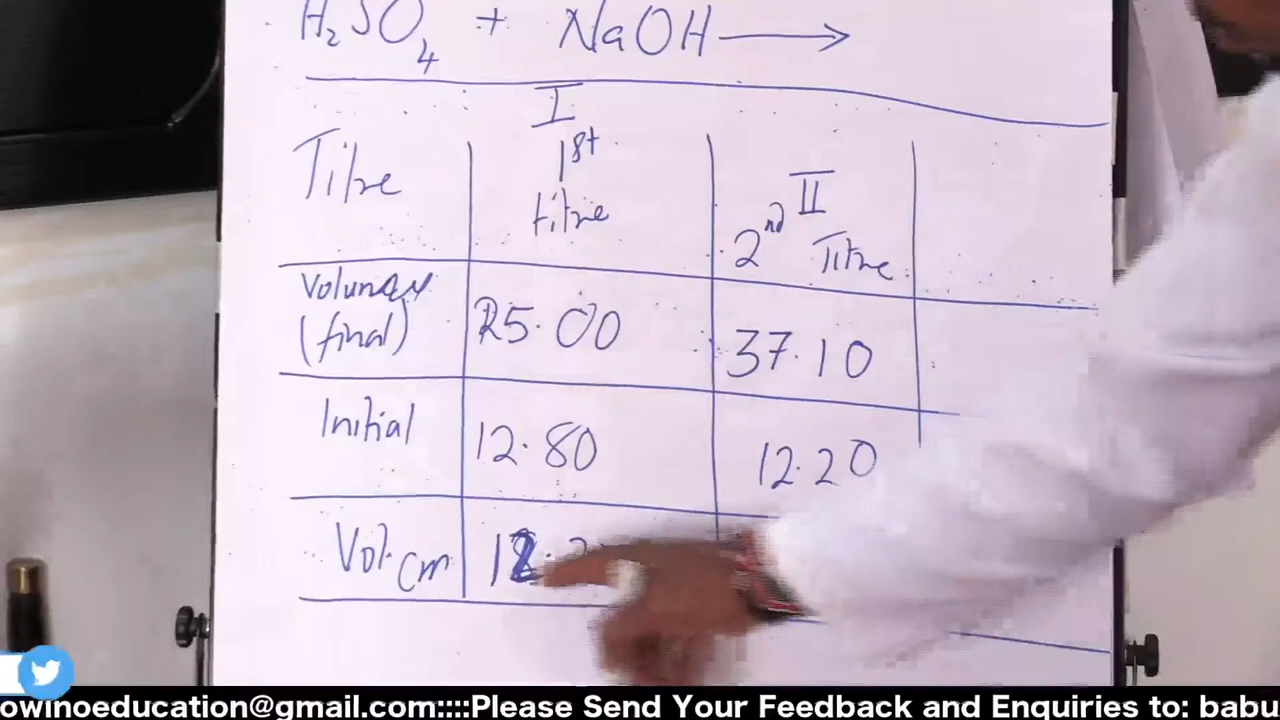 H₂SO₄ + NaOH ⟶
Titre
I
1st
titre
II
2nd Titre
(final)
25.00
37.10
Initial
12.80
12.20
Vol. cm
owinoeducation@gmail.com::::Please Send Your Feedback and Enquiries to: babu